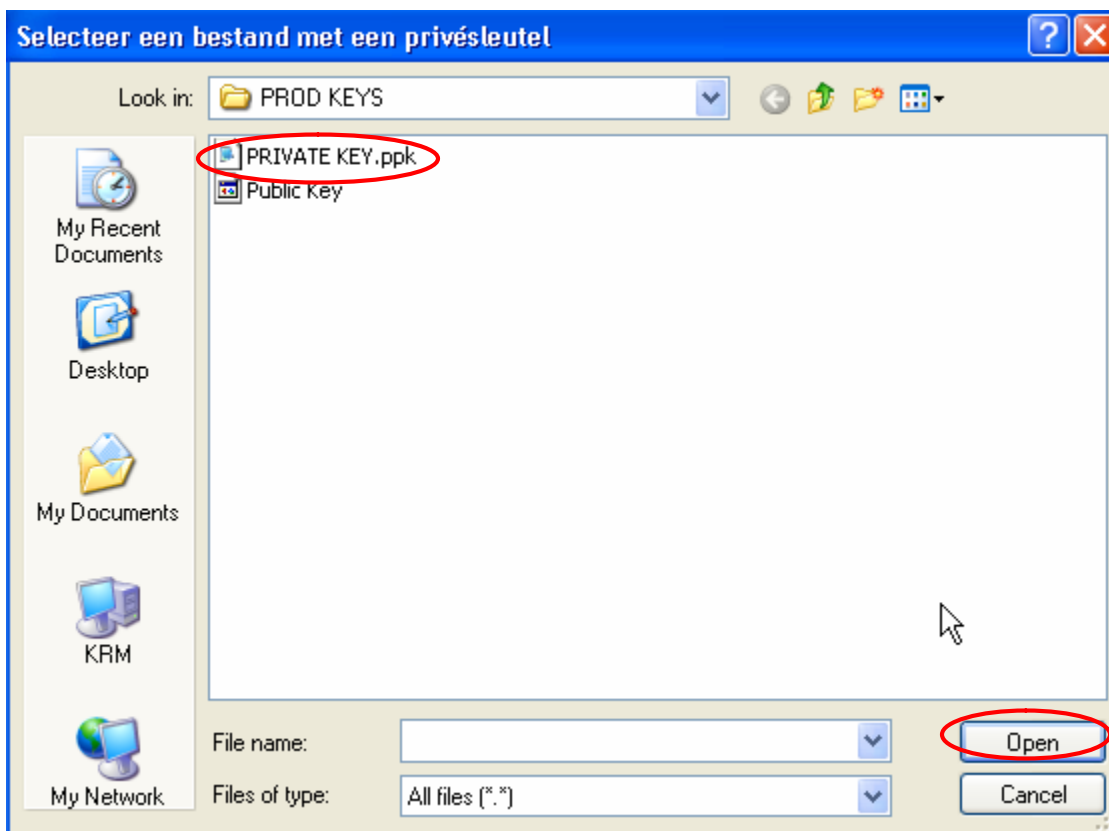 Selecteer een bestand met een privésleutel
Look in:
PROD KEYS
PRIVATE KEY.ppk
Public Key
My Recent
Documents
Desktop
My Documents
KRM
My Network
File name:
Open
Files of type:
All files (*.*)
Cancel